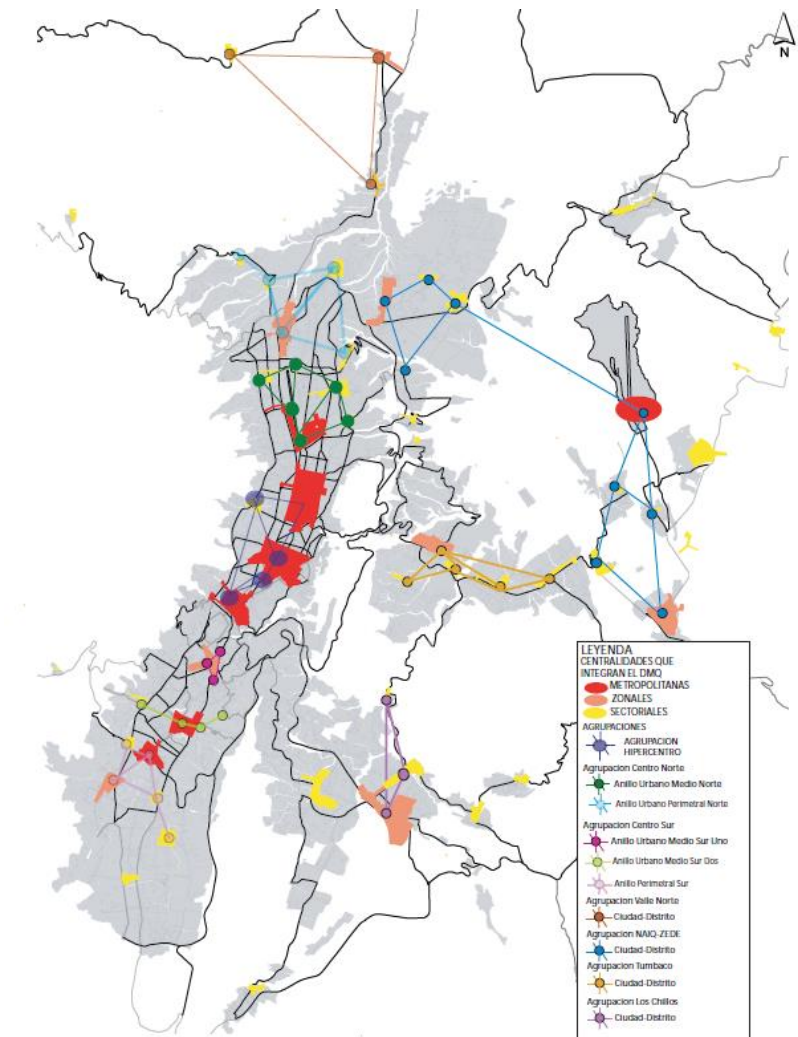 N
LEYENDA
CENTRALIDADES QUE
INTEGRAN EL DMQ
METROPOLITANAS
ZONALES
SECTORIALES
AGRUPACIONES
AGRUPACION
HIPERCENTRO
Agrupacion Centro Norte
Anillo Urbano Medio Norte
Anillo Urbano Perimetral Norte
Agrupacion Centro Sur
Anillo Urbano Medio Sur Uno
Anillo Urbano Medio Sur Dos
Anillo Perimetral Sur
Agrupacion Valle Norte
Ciudad-Distrito
Agrupacion NAIQ-ZEDE
Ciudad-Distrito
Agrupacion Tumbaco
Ciudad-Distrito
Agrupacion Los Chillos
Ciudad-Distrito